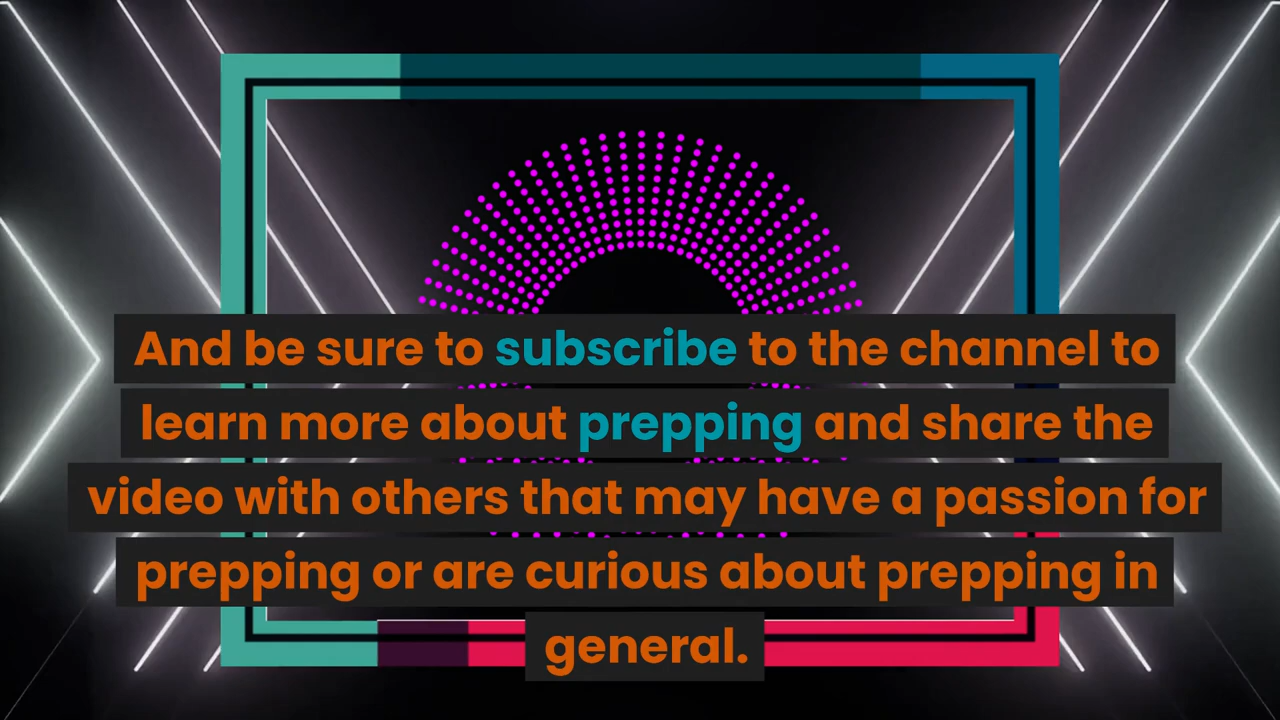 And be sure to subscribe to the channel to
learn more about prepping and share the
video with others that may have a passion for
prepping or are curious about prepping in
general.